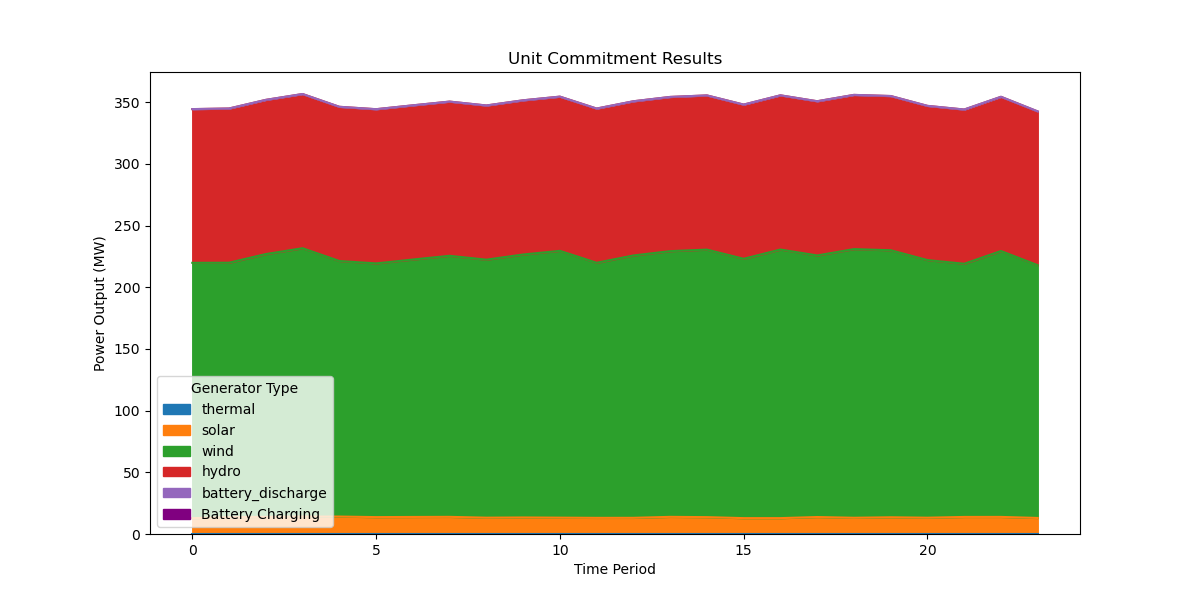 Unit Commitment Results
Power Output (MW)
350
300
250
200
150
100
50
0
Generator Type
thermal
solar
wind
hydro
battery_discharge
Battery Charging
0 5 10 15 20
Time Period